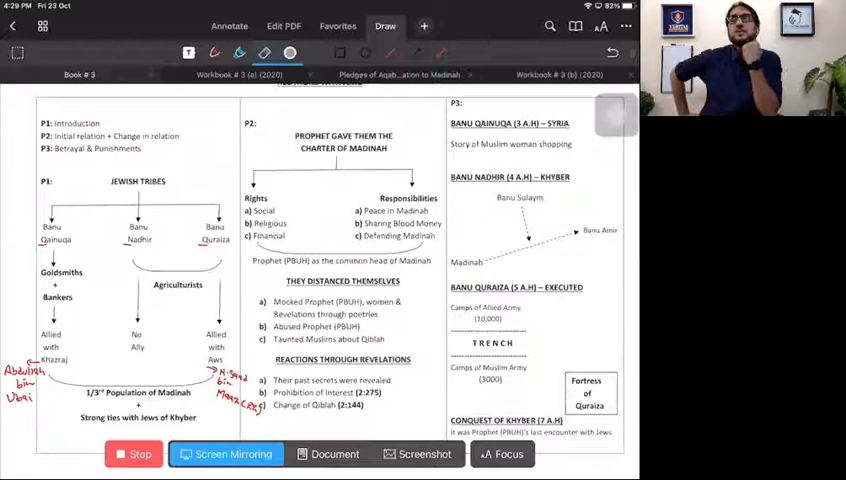 4:29 PM Fri 23 Oct
82%
Annotate
Edit PDF
Favorites
Draw
Book # 3
Workbook # 3 (a) (2020)
Pledges of Aqab...ation to Madinah
Workbook # 3 (b) (2020)
P1: Introduction
P2: Initial relation + Change in relation
P3: Betrayal & Punishments
P1: JEWISH TRIBES
Banu Qainuqa
Banu Nadhir
Banu Quraiza
Goldsmiths
+
Bankers
Agriculturists
Allied with Khazraj
No Ally
Allied with Aws
Abdullah bin Ubai
H.Saad bin Maaz (RA)
1/3rd Population of Madinah
+
Strong ties with Jews of Khyber
P2:
PROPHET GAVE THEM THE
CHARTER OF MADINAH
Rights
a) Social
b) Religious
c) Financial
Responsibilities
a) Peace in Madinah
b) Sharing Blood Money
c) Defending Madinah
Prophet (PBUH) as the common head of Madinah
THEY DISTANCED THEMSELVES
a) Mocked Prophet (PBUH), women &
Revelations through poetries
b) Abused Prophet (PBUH)
c) Taunted Muslims about Qiblah
REACTIONS THROUGH REVELATIONS
a) Their past secrets were revealed
b) Prohibition of Interest (2:275)
c) Change of Qiblah (2:144)
P3:
BANU QAINUQA (3 A.H) – SYRIA
Story of Muslim woman shopping
BANU NADHIR (4 A.H) – KHYBER
Banu Sulaym
Banu Amir
Madinah
BANU QURAIZA (5 A.H) – EXECUTED
Camps of Allied Army
(10,000)
TRENCH
Camps of Muslim Army
(3000)
Fortress
of
Quraiza
CONQUEST OF KHYBER (7 A.H)
It was Prophet (PBUH)'s last encounter with Jews
Stop
Screen Mirroring
Document
Screenshot
Focus